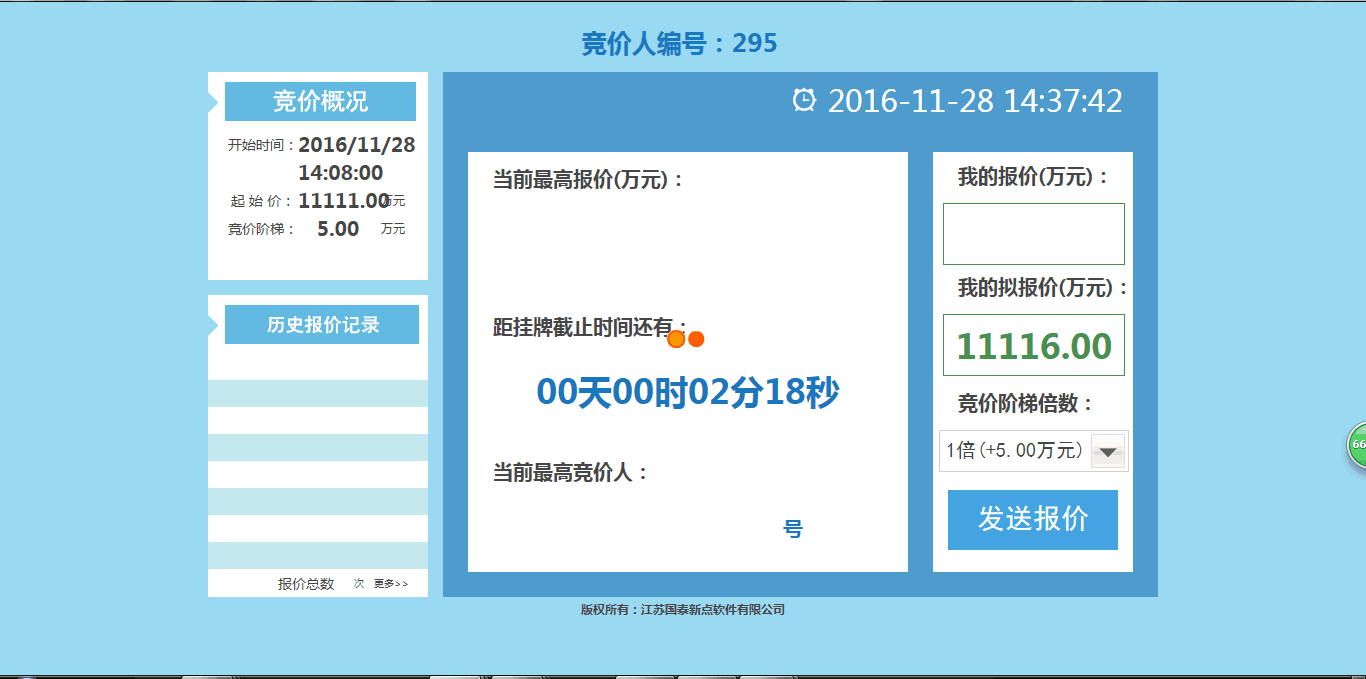 竞价人编号：295
竞价概况
开始时间：2016/11/28
14:08:00
起 始 价：11111.00万元
竞价阶梯： 5.00 万元
历史报价记录
报价总数 次 更多>>
2016-11-28 14:37:42
当前最高报价(万元)：
距挂牌截止时间还有：
00天00时02分18秒
当前最高竞价人：
号
我的报价(万元)：
我的拟报价(万元)：
11116.00
竞价阶梯倍数：
1倍(+5.00万元)
发送报价
66
版权所有：江苏国泰新点软件有限公司